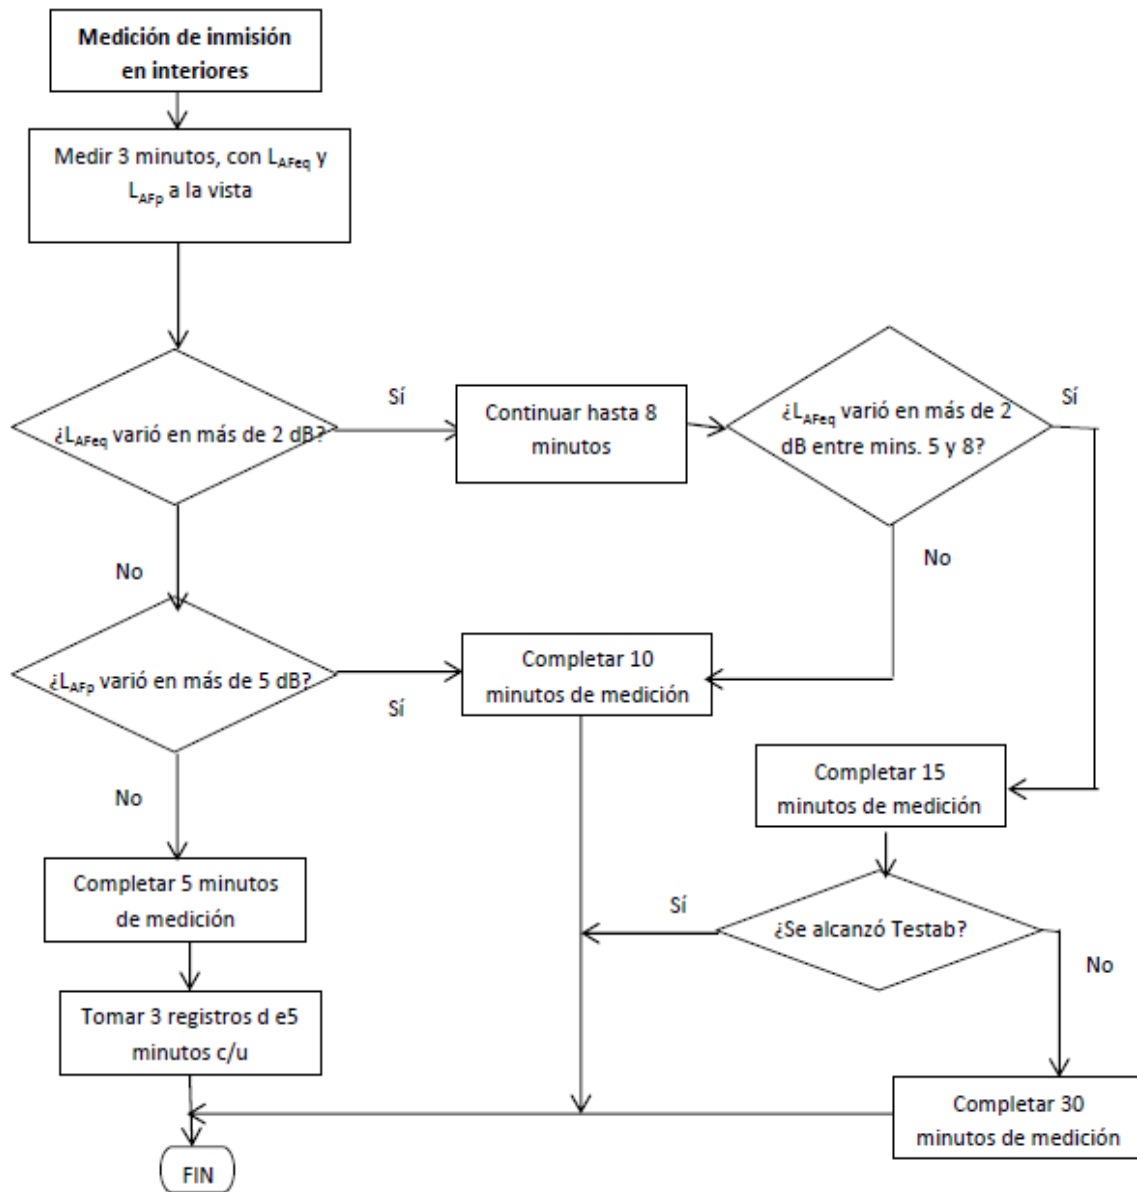 Medición de inmisión
en interiores
Medir 3 minutos, con LAFeq y
LAFp a la vista
¿LAFeq varió en más de 2 dB?
Sí
Continuar hasta 8
minutos
¿LAFeq varió en más de 2
dB entre mins. 5 y 8?
Sí
No
No
¿LAFp varió en más de 5 dB?
Sí
Completar 10
minutos de medición
Completar 15
minutos de medición
No
Completar 5 minutos
de medición
Sí
¿Se alcanzó Testab?
No
Tomar 3 registros d e5
minutos c/u
Completar 30
minutos de medición
FIN